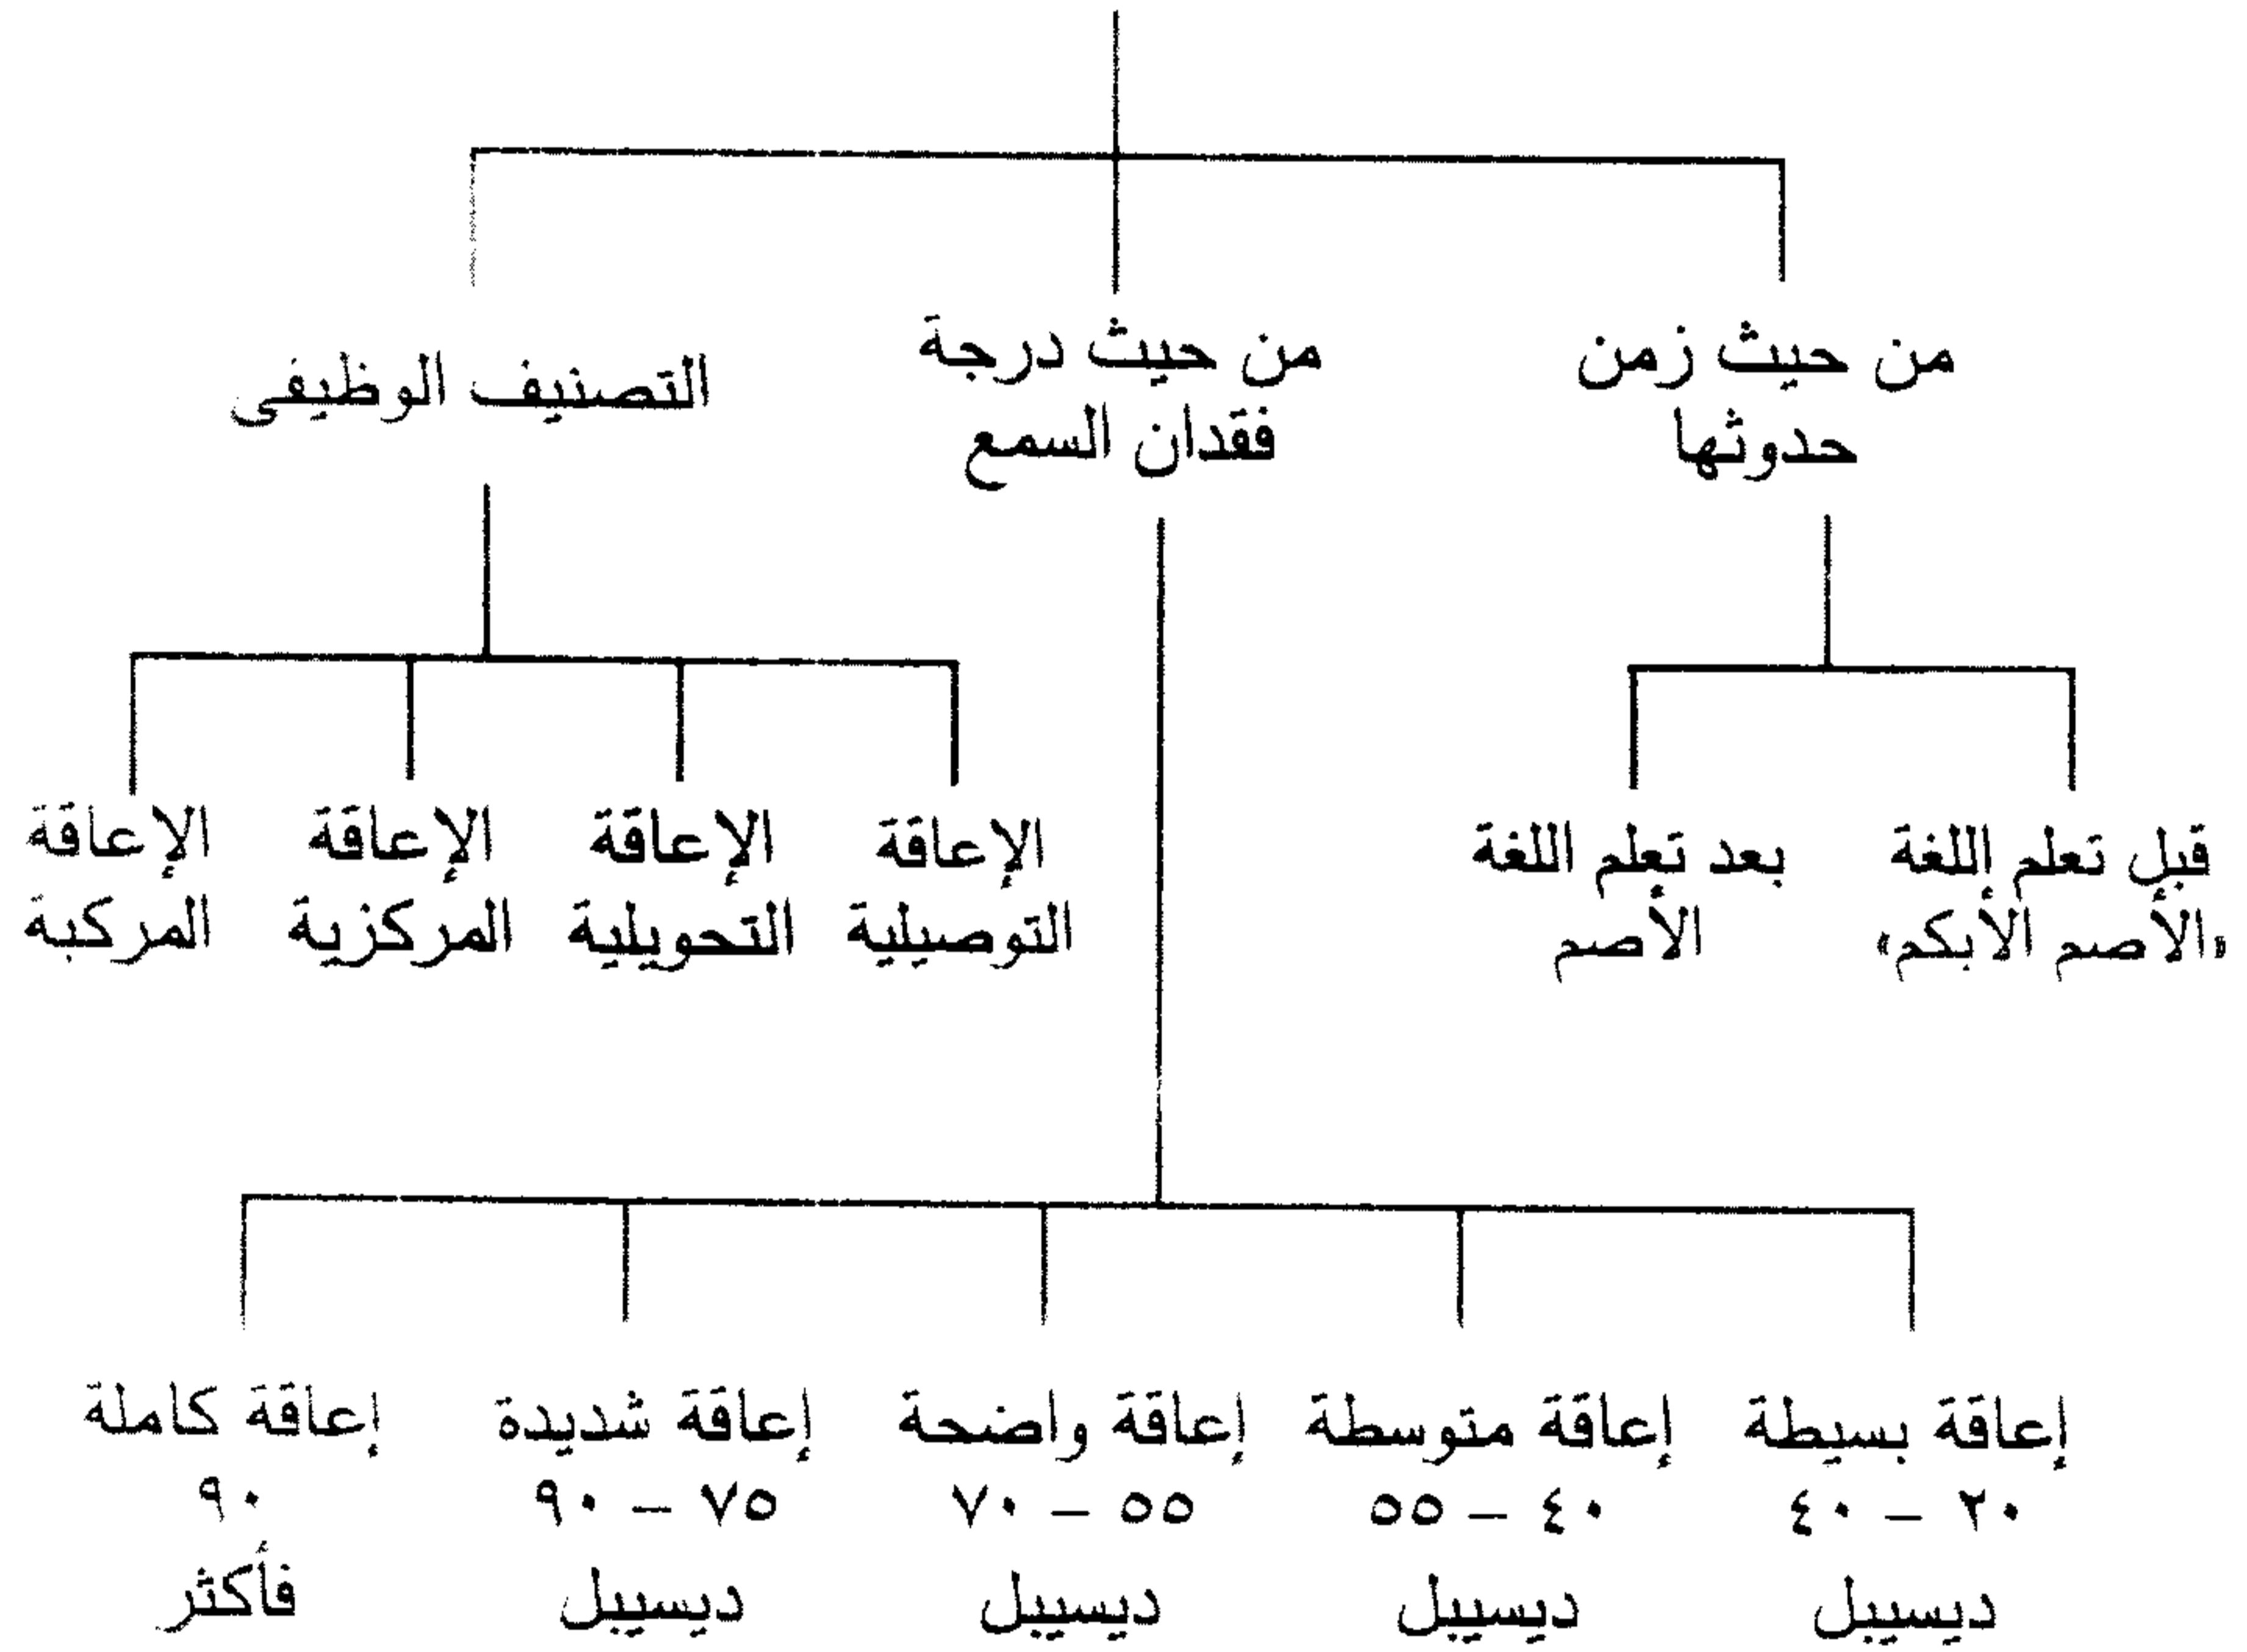 من حيث زمن
حدوثها
من حيث درجة
فقدان السمع
التصنيف الوظيفى
قبل تعلم اللغة
«الأصم الأبكم»
بعد تعلم اللغة
الأصم
الإعاقة
التوصيلية
الإعاقة
التحويلية
الإعاقة
المركزية
الإعاقة
المركبة
إعاقة بسيطة
٢٠ – ٤٠
ديسيبل
إعاقة متوسطة
٤٠ – ٥٥
ديسيبل
إعاقة واضحة
٥٥ – ٧٠
ديسيبل
إعاقة شديدة
٧٥ – ٩٠
ديسيبل
إعاقة كاملة
٩٠
فأكثر